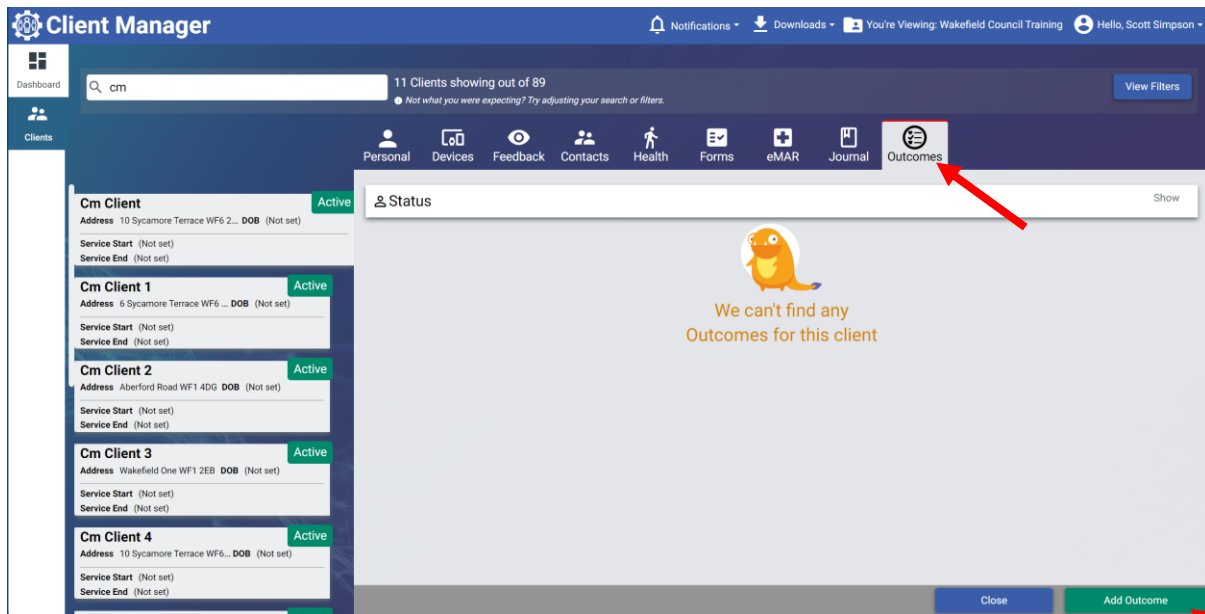 Client Manager
Notifications
Downloads
You're Viewing: Wakefield Council Training
Hello, Scott Simpson
Dashboard
Clients
cm
11 Clients showing out of 89
Not what you were expecting? Try adjusting your search or filters.
View Filters
Personal
Devices
Feedback
Contacts
Health
Forms
eMAR
Journal
Outcomes
Cm Client
Active
Address 10 Sycamore Terrace WF6 2... DOB (Not set)
Service Start (Not set)
Service End (Not set)
Cm Client 1
Active
Address 6 Sycamore Terrace WF6 ... DOB (Not set)
Service Start (Not set)
Service End (Not set)
Cm Client 2
Active
Address Aberford Road WF1 4DG DOB (Not set)
Service Start (Not set)
Service End (Not set)
Cm Client 3
Active
Address Wakefield One WF1 2EB DOB (Not set)
Service Start (Not set)
Service End (Not set)
Cm Client 4
Active
Address 10 Sycamore Terrace WF6... DOB (Not set)
Service Start (Not set)
Service End (Not set)
Status
Show
We can't find any
Outcomes for this client
Close
Add Outcome